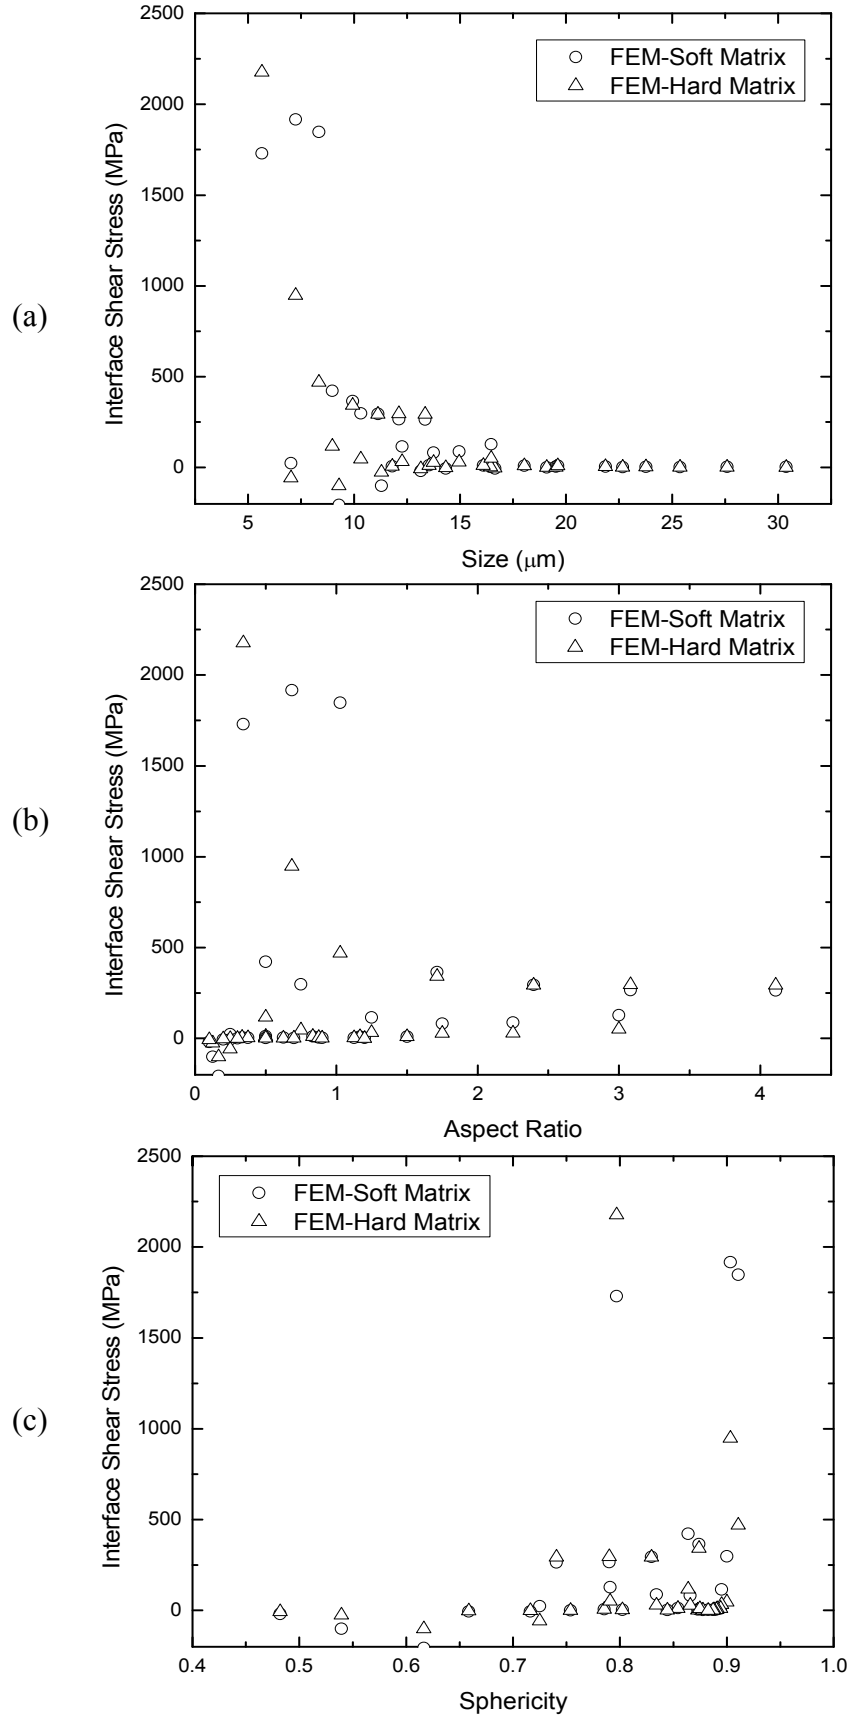 (a)
2500
2000
1500
1000
500
0
Interface Shear Stress (MPa)
FEM-Soft Matrix
FEM-Hard Matrix
5 10 15 20 25 30
Size (μm)
(b)
2500
2000
1500
1000
500
0
Interface Shear Stress (MPa)
FEM-Soft Matrix
FEM-Hard Matrix
0 1 2 3 4
Aspect Ratio
(c)
2500
2000
1500
1000
500
0
Interface Shear Stress (MPa)
FEM-Soft Matrix
FEM-Hard Matrix
0.4 0.5 0.6 0.7 0.8 0.9 1.0
Sphericity